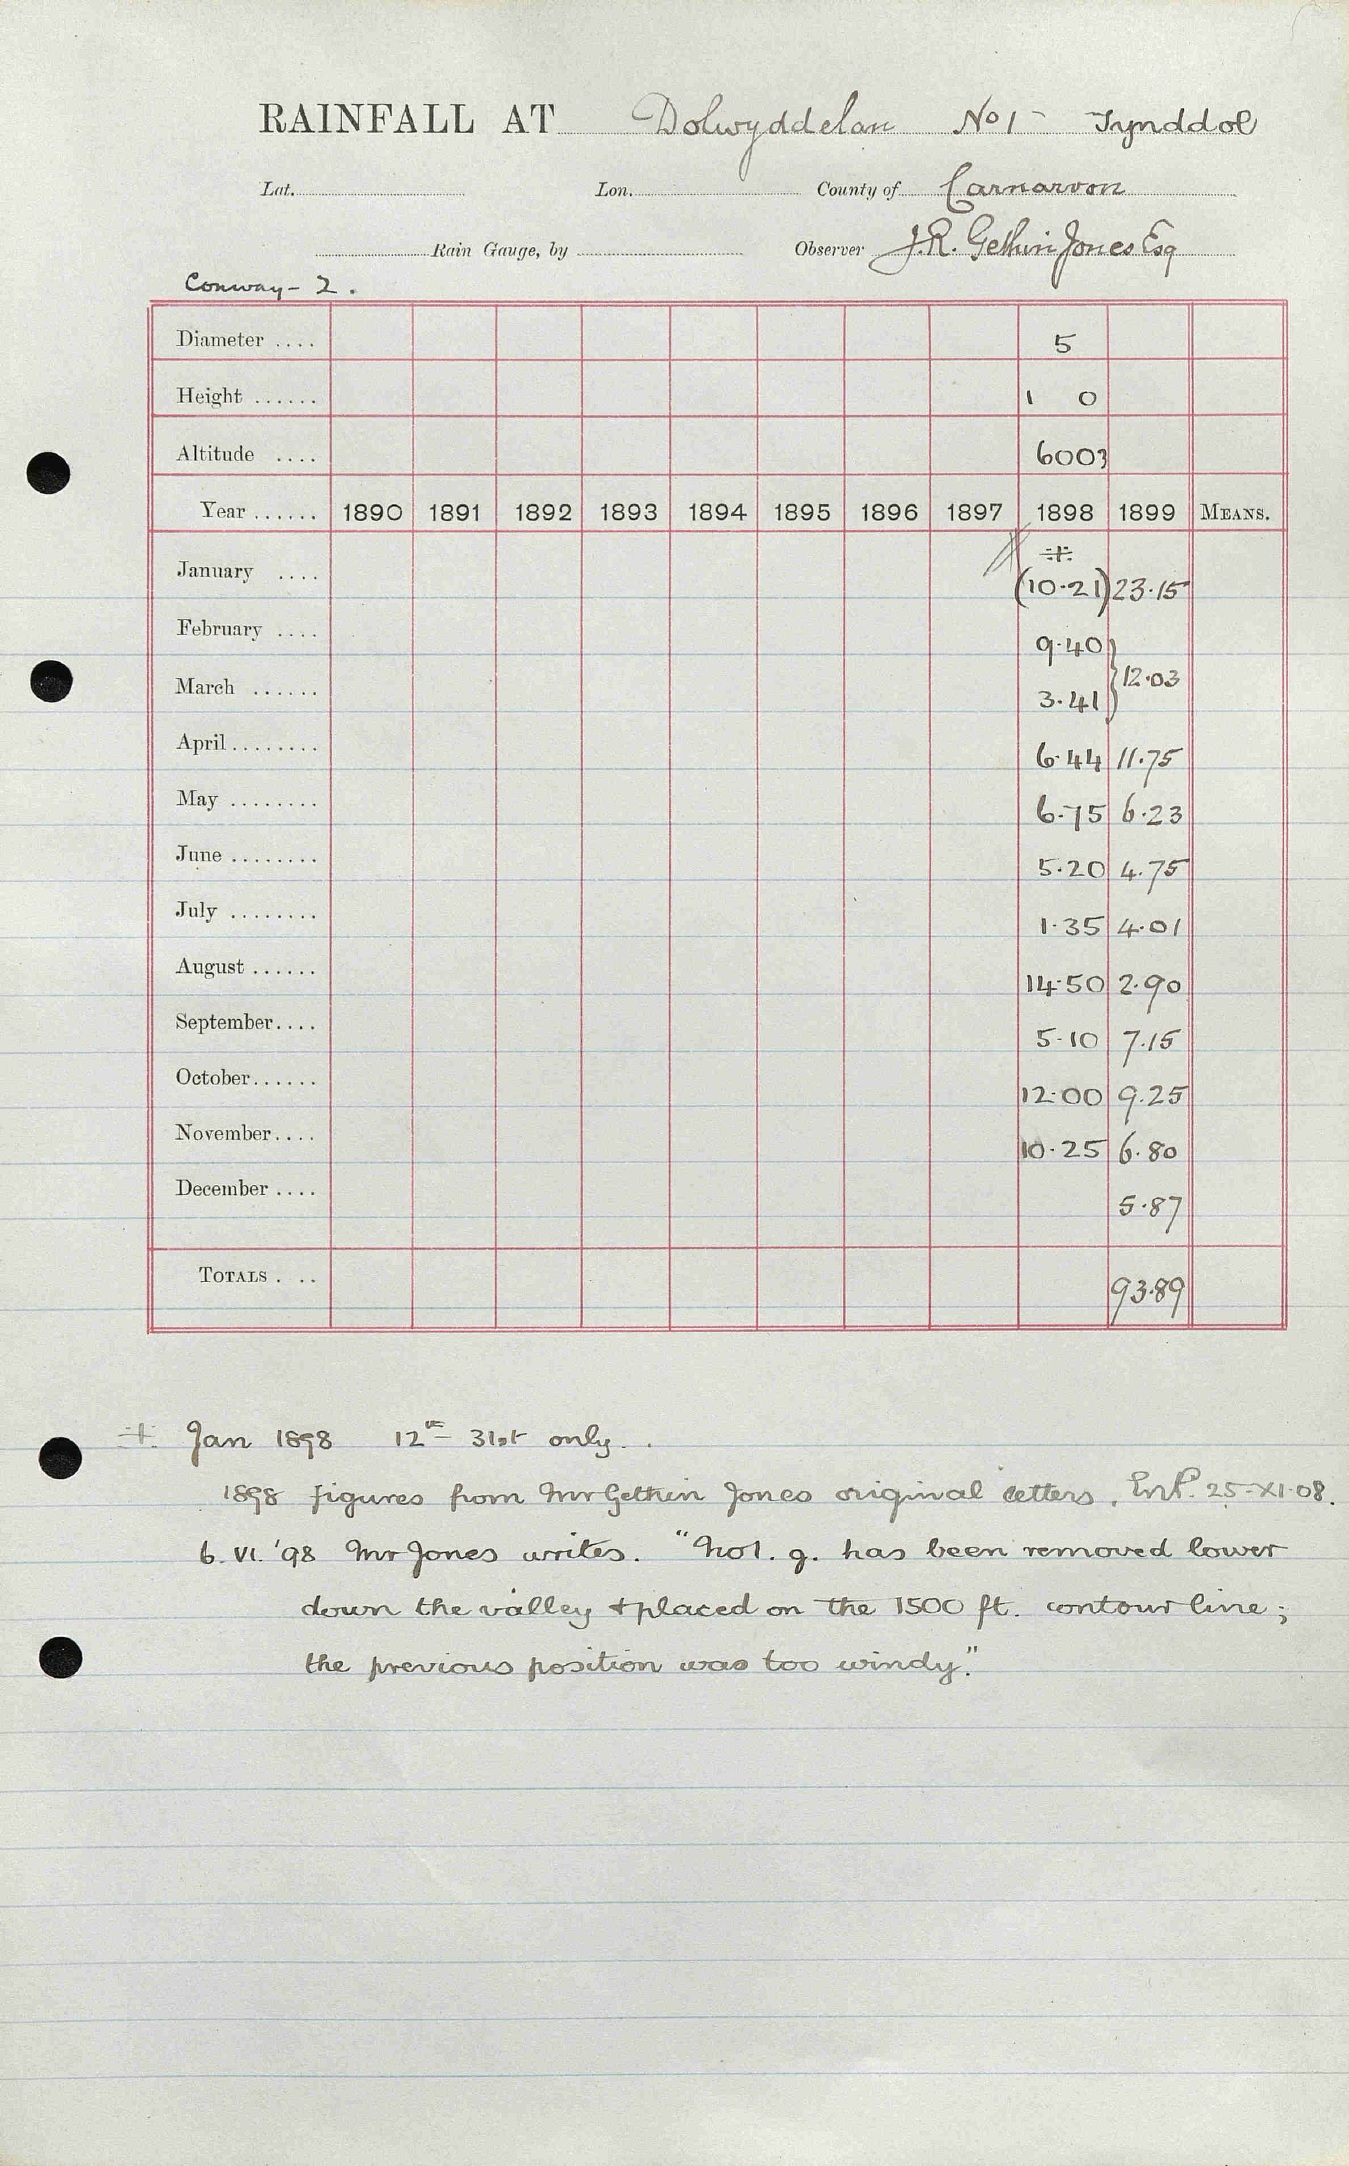 RAINFALL AT Dolwyddelan No 1 - Tynddol
Lat. Lon. County of Carnarvon
Rain Gauge, by Observer J.R. Gethin Jones Esq
Conway - 2.
Diameter .... 5
Height ...... 1 0
Altitude .... 600
Year ...... 1890 1891 1892 1893 1894 1895 1896 1897 1898 1899 MEANS.
January .... (10.21) 23.15
February .... 9.40
March ...... 3.41 } 12.03
April ........ 6.44 11.75
May ........ 6.75 6.23
June ........ 5.20 4.75
July ........ 1.35 4.01
August ...... 14.50 2.90
September.... 5.10 7.15
October...... 12.00 9.25
November.... 10.25 6.80
December .... 5.87
TOTALS . .. 93.89
Jan 1898 12th - 31st only.
1898 figures from Mr Gethin Jones original letters. 25-XI-08.
6. VI. '98 Mr Jones writes. "No 1. g. has been removed lower
down the valley + placed on the 1500 ft. contour line;
the previous position was too windy."